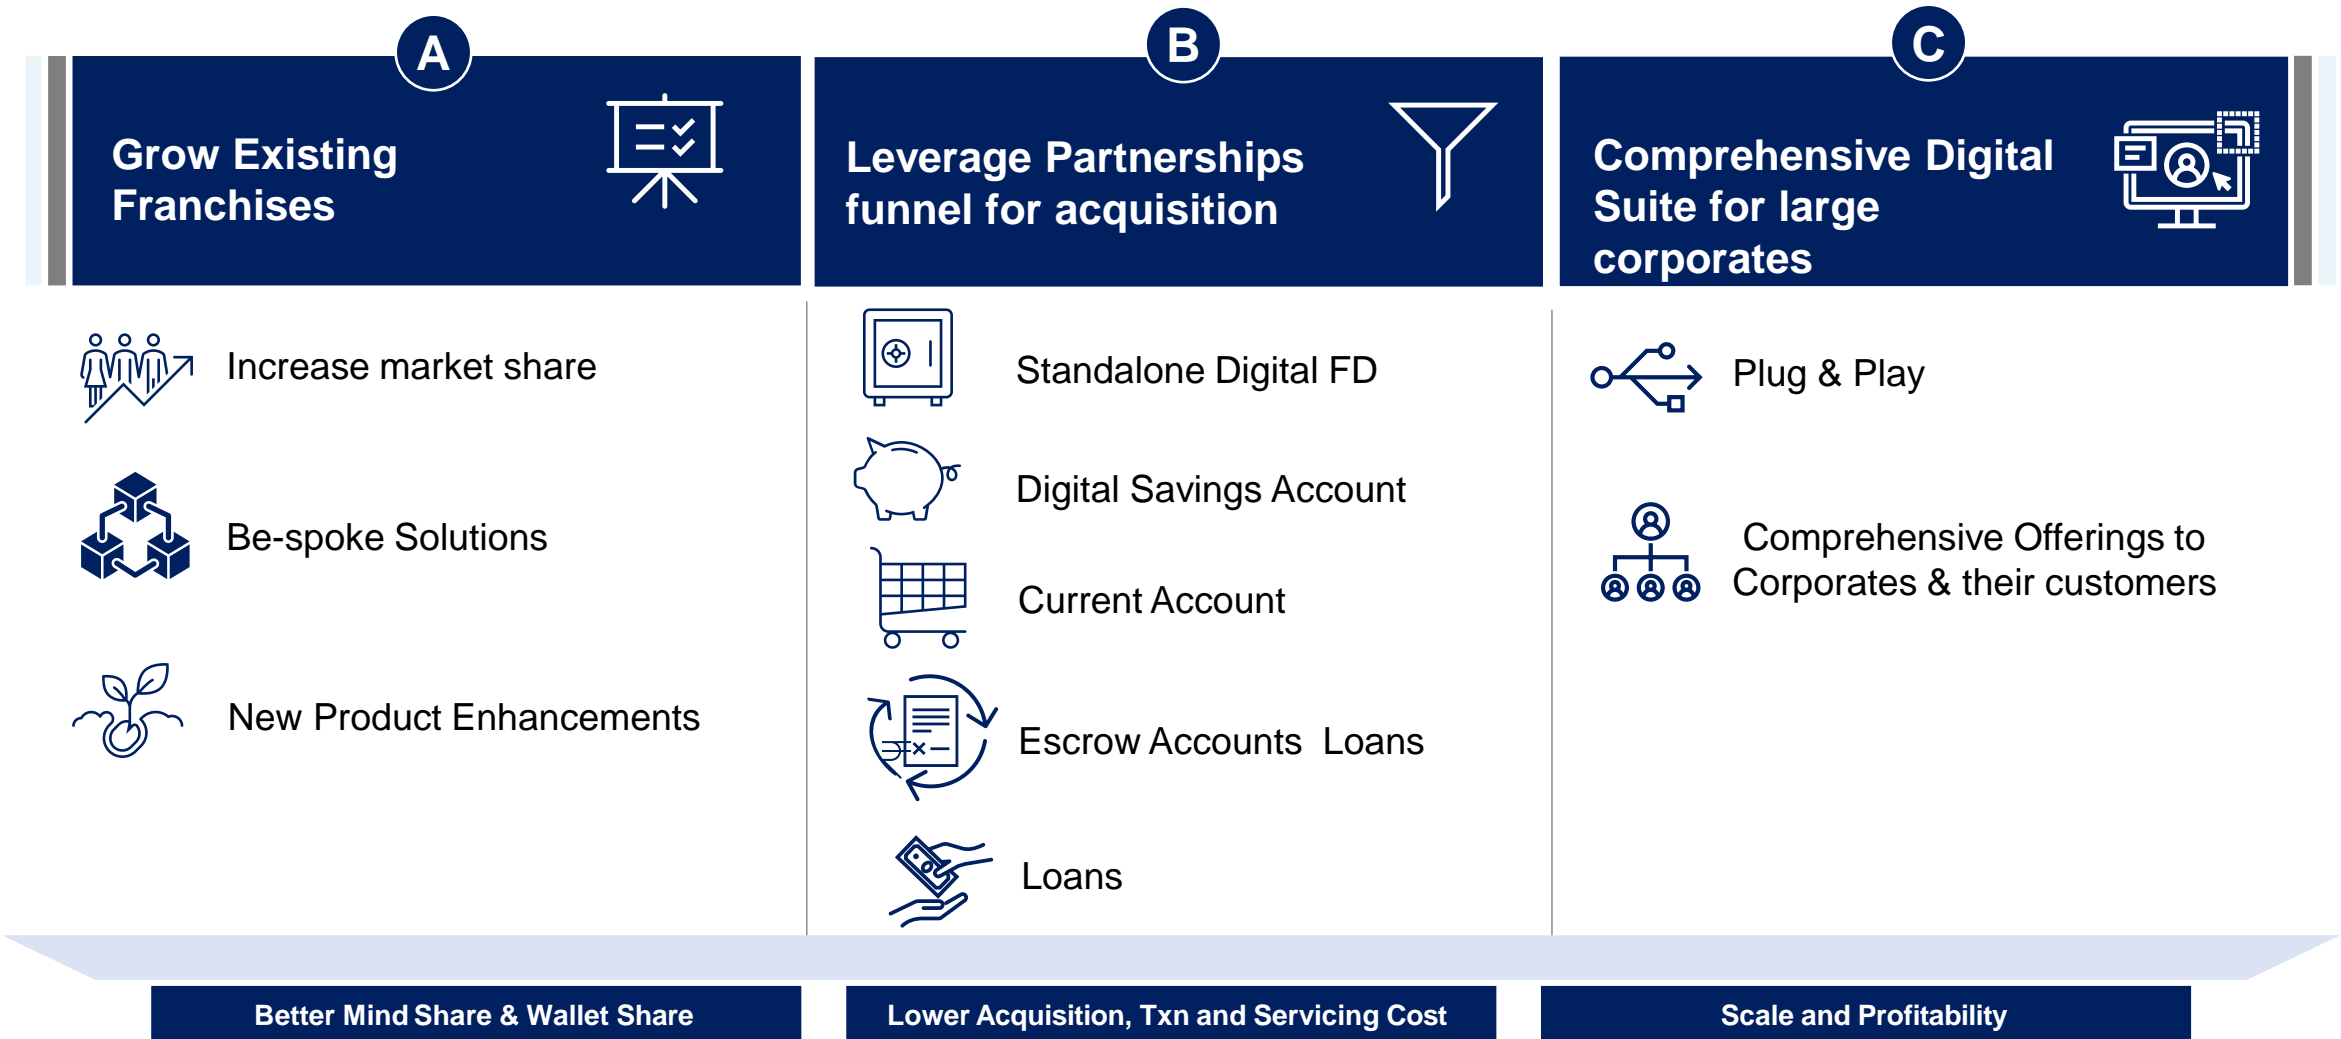 A
Grow Existing
Franchises
Increase market share
Be-spoke Solutions
New Product Enhancements
Better Mind Share & Wallet Share
B
Leverage Partnerships
funnel for acquisition
Standalone Digital FD
Digital Savings Account
Current Account
Escrow Accounts Loans
Loans
Lower Acquisition, Txn and Servicing Cost
C
Comprehensive Digital
Suite for large
corporates
Plug & Play
Comprehensive Offerings to
Corporates & their customers
Scale and Profitability